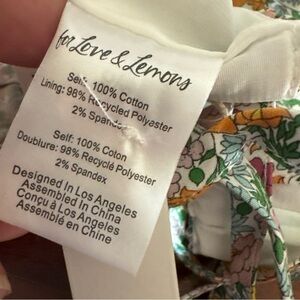 for Love & Lemons
Self: 100% Cotton
Lining: 98% Recycled Polyester
2% Spandex
Self: 100% Coton
Doublure: 98% Recyclé Polyester
2% Spandex
Designed In Los Angeles
Assembled in China
Conçu à Los Angeles
Assemblé en Chine